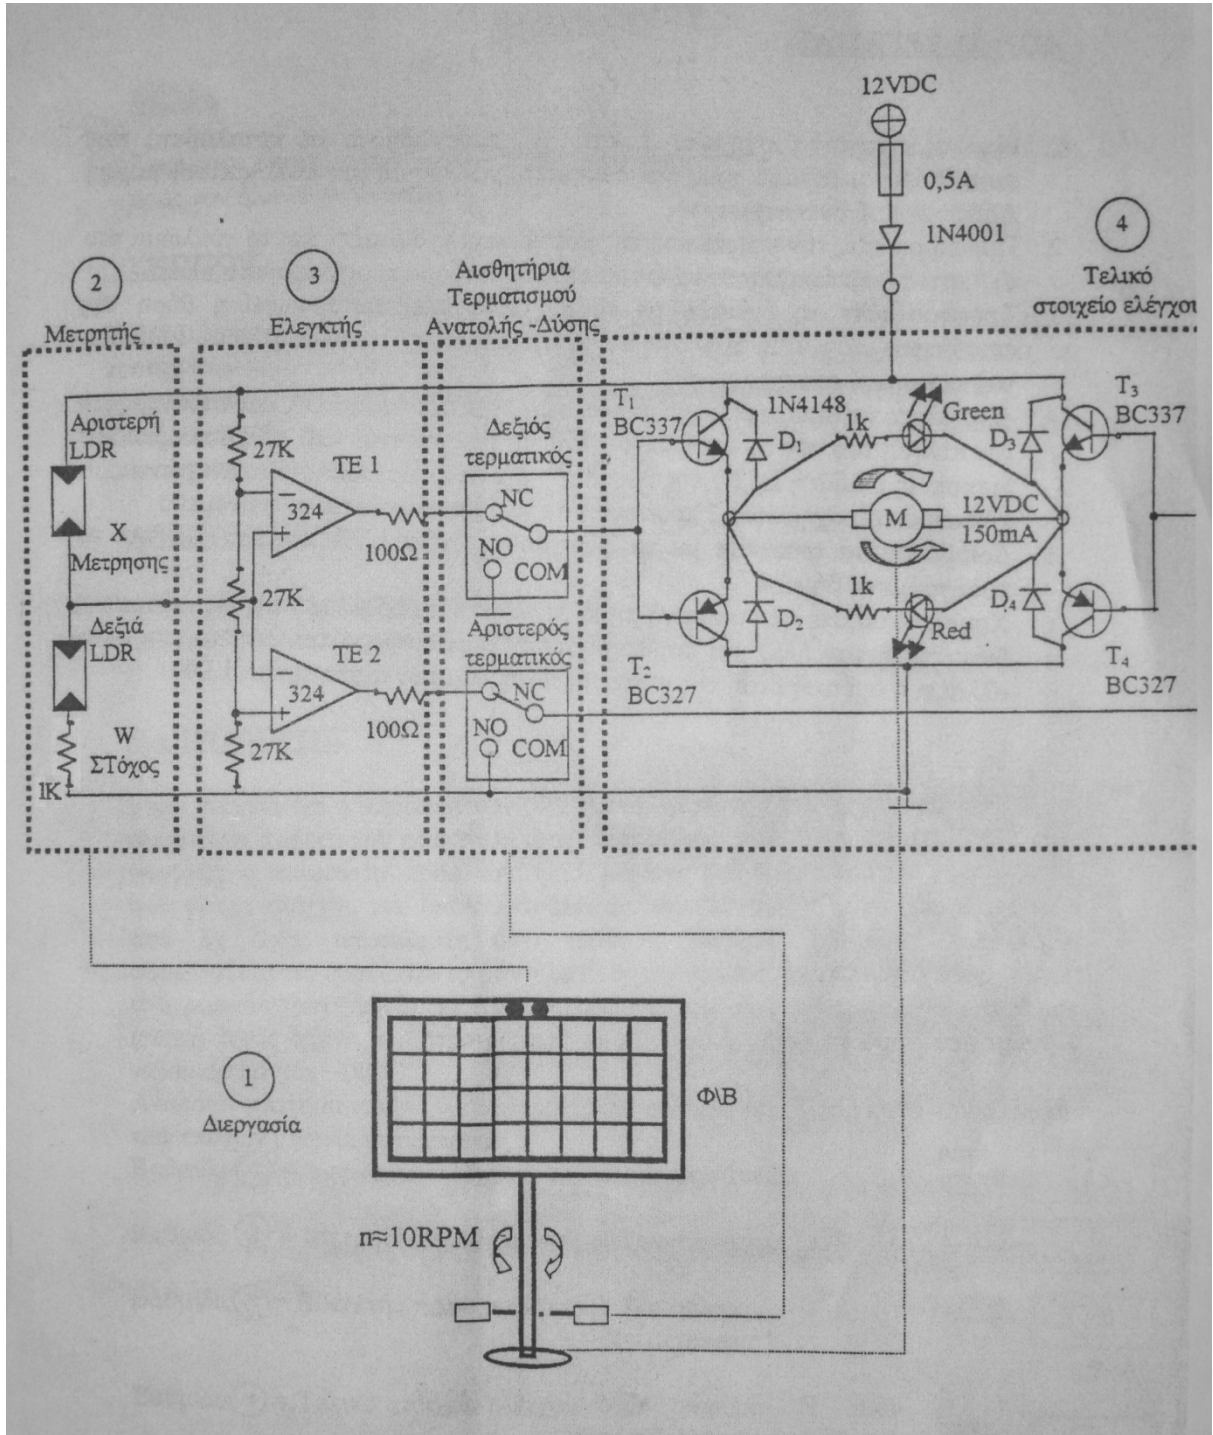 12VDC
0,5A
1N4001
4
Τελικό
στοιχείο ελέγχου
2
Μετρητής
3
Ελεγκτής
Αισθητήρια
Τερματισμού
Ανατολής -Δύσης
Αριστερή
LDR
X
Μετρησης
Δεξιά
LDR
W
ΣΤόχος
1K
27K
ΤΕ 1
324
100Ω
27K
ΤΕ 2
324
100Ω
27K
Δεξιός
τερματικός
NC
NO
COM
Αριστερός
τερματικός
NC
NO
COM
T1
BC337
1N4148
D1
1k
Green
D3
T3
BC337
M
12VDC
150mA
1k
Red
D2
D4
T2
BC327
T4
BC327
1
Διεργασία
Φ\Β
n≈10RPM